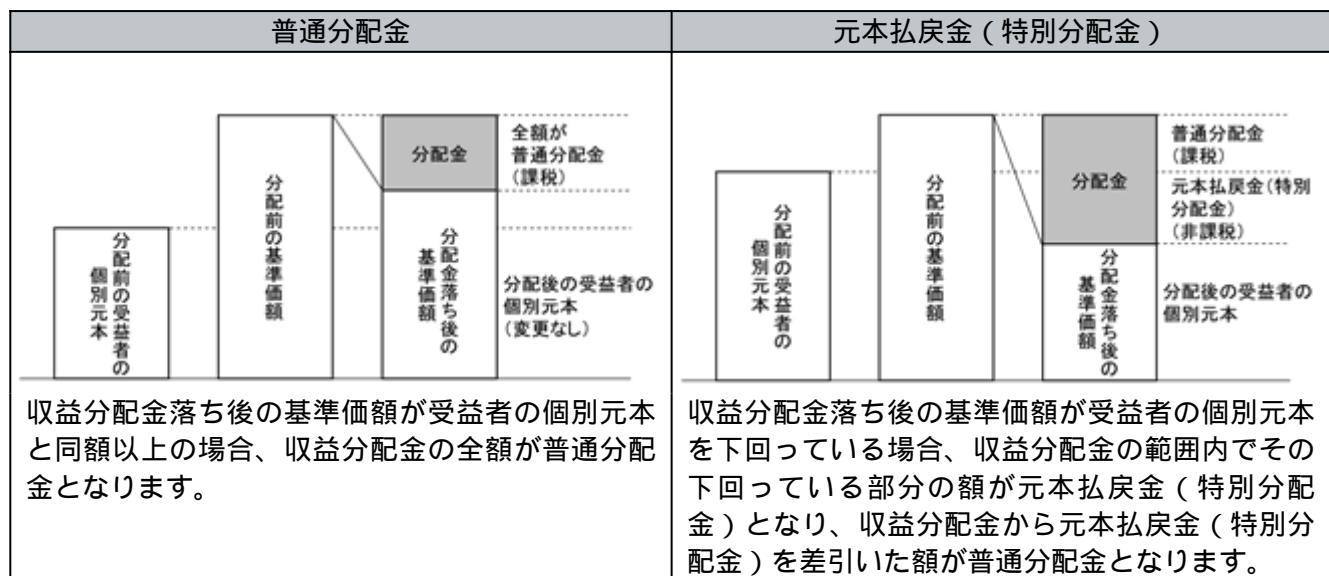 普通分配金
分配前の受益者の
個別元本
分配前の基準価額
分配金
分配金落ち後の
基準価額
全額が
普通分配金
(課税)
分配後の受益者の
個別元本
(変更なし)
収益分配金落ち後の基準価額が受益者の個別元本
と同額以上の場合、収益分配金の全額が普通分配
金となります。
元本払戻金(特別分配金)
分配前の受益者の
個別元本
分配前の基準価額
分配金
分配金落ち後の
基準価額
普通分配金
(課税)
元本払戻金(特別
分配金)
(非課税)
分配後の受益者の
個別元本
収益分配金落ち後の基準価額が受益者の個別元本
を下回っている場合、収益分配金の範囲内でその
下回っている部分の額が元本払戻金(特別分配
金)となり、収益分配金から元本払戻金(特別分
配金)を差引いた額が普通分配金となります。